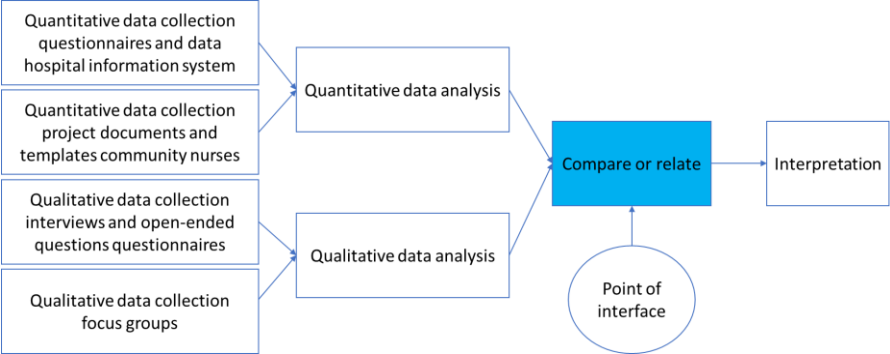 Quantitative data collection
questionnaires and data
hospital information system
Quantitative data collection
project documents and
templates community nurses
Qualitative data collection
interviews and open-ended
questions questionnaires
Qualitative data collection
focus groups
Quantitative data analysis
Qualitative data analysis
Compare or relate
Point of
interface
Interpretation